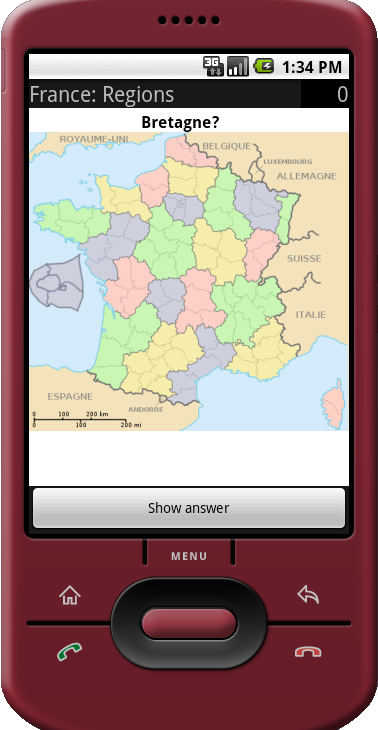 3G
1:34 PM
France: Regions 0
Bretagne?
ROYAUME-UNI
BELGIQUE
LUXEMBOURG
ALLEMAGNE
SUISSE
ITALIE
ESPAGNE
ANDORRE
0 100 200 km
0 100 200 mi
Show answer
MENU